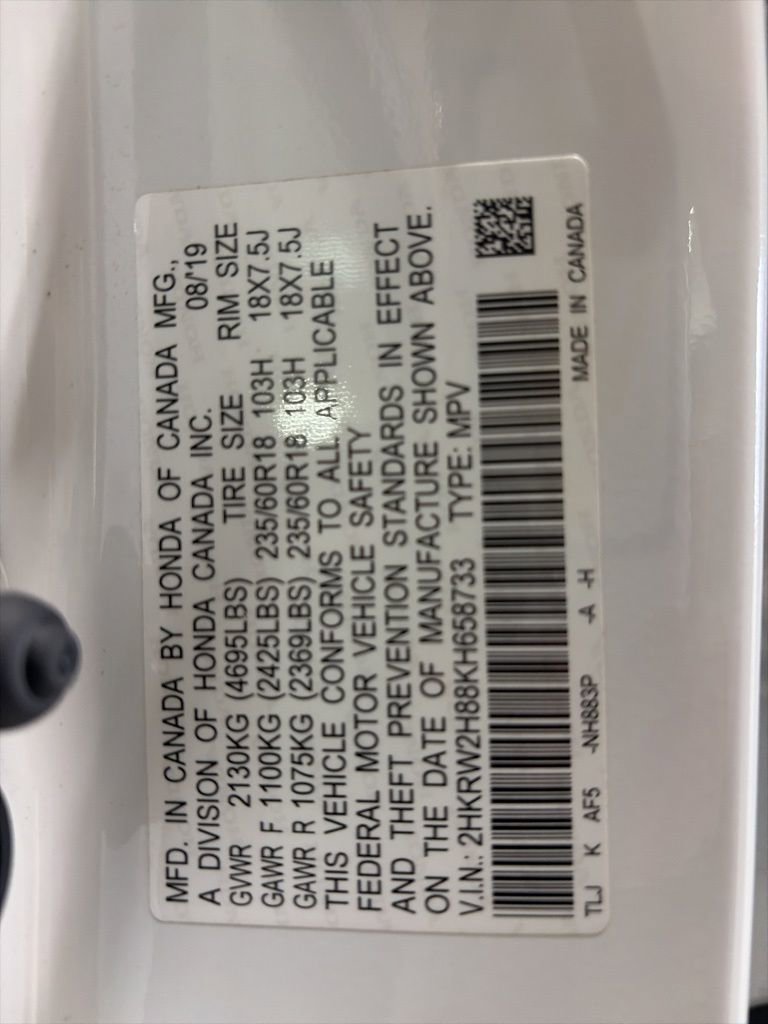 MFD. IN CANADA BY HONDA OF CANADA MFG.,
A DIVISION OF HONDA CANADA INC. 08/19
GVWR 2130KG (4695LBS) TIRE SIZE RIM SIZE
GAWR F 1100KG (2425LBS) 235/60R18 103H 18X7.5J
GAWR R 1075KG (2369LBS) 235/60R18 103H 18X7.5J
THIS VEHICLE CONFORMS TO ALL APPLICABLE
FEDERAL MOTOR VEHICLE SAFETY
AND THEFT PREVENTION STANDARDS IN EFFECT
ON THE DATE OF MANUFACTURE SHOWN ABOVE.
V.I.N.: 2HKRW2H88KH658733 TYPE: MPV
TLJ K AF5 -NH883P -A -H MADE IN CANADA